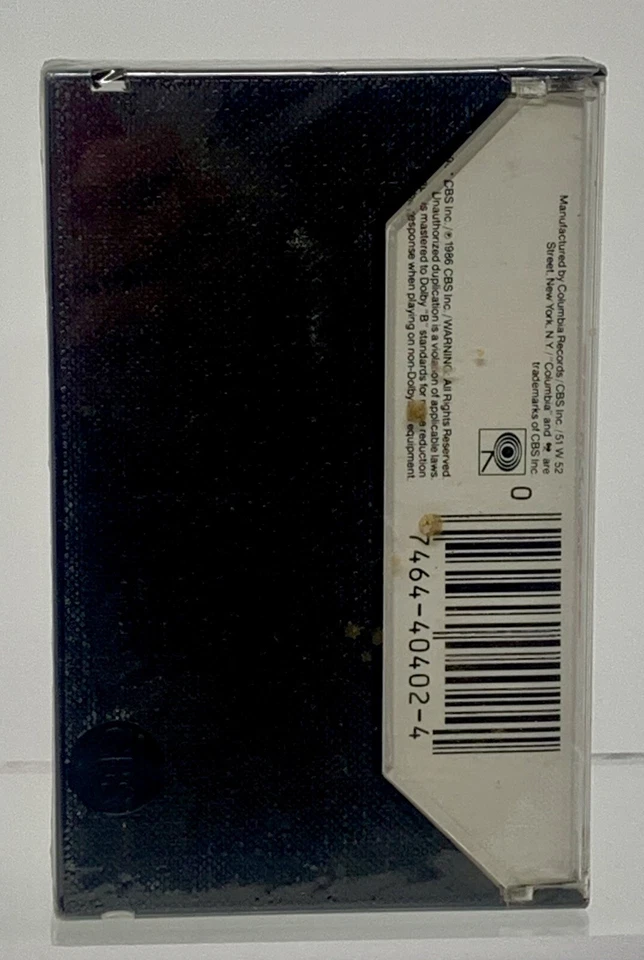 Manufactured by Columbia Records/CBS Inc./51 W 52
Street, New York, N.Y./"Columbia" and are
trademarks of CBS Inc.
CBS Inc./℗ 1986 CBS Inc./WARNING: All Rights Reserved.
Unauthorized duplication is a violation of applicable laws.
is mastered to Dolby "B" standards for reduction
response when playing on non-Dolby equipment.
0
7464-40402-4